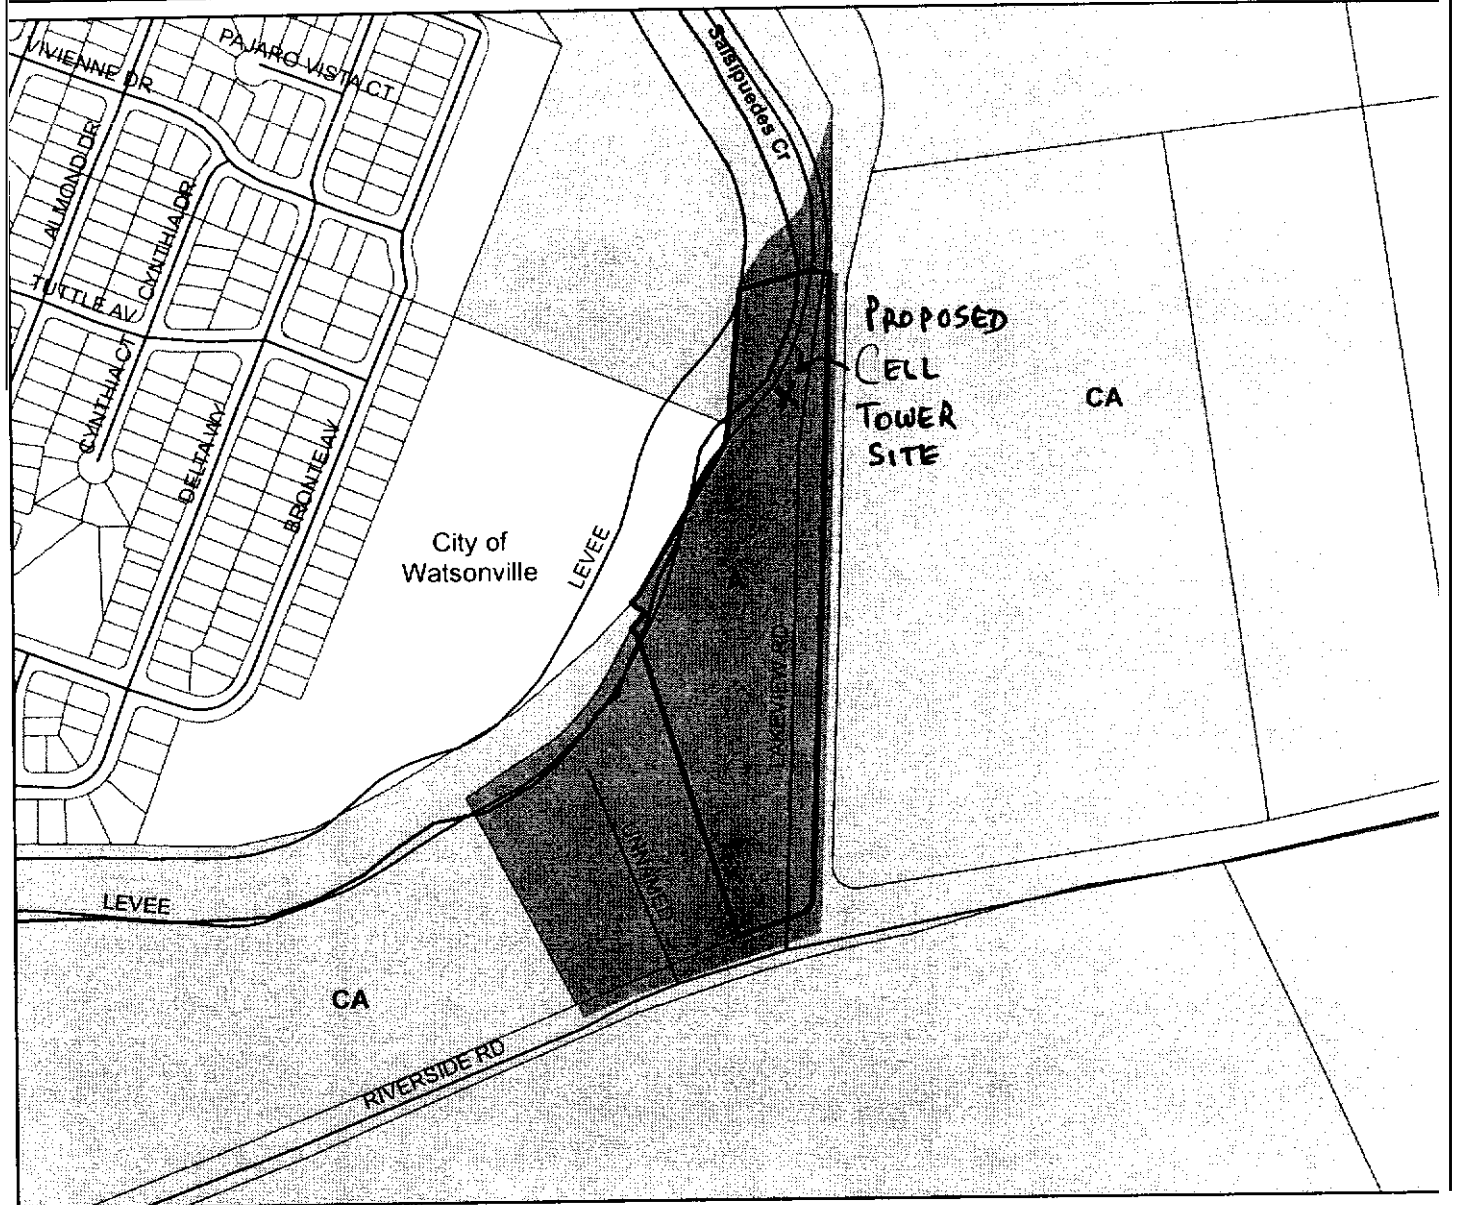 PAJARO VISTA CT
VIVIENNE DR
Salsipuedes Cr
ALMOND DR
CYNTHIA DR
TUTTLE AV
PROPOSED
CELL
TOWER
SITE
CA
CYNTHIA CT
DELTA WY
BRONTE AV
City of
Watsonville
LEVEE
A
LAKEVIEW RD
UNNAMED
LEVEE
CA
RIVERSIDE RD